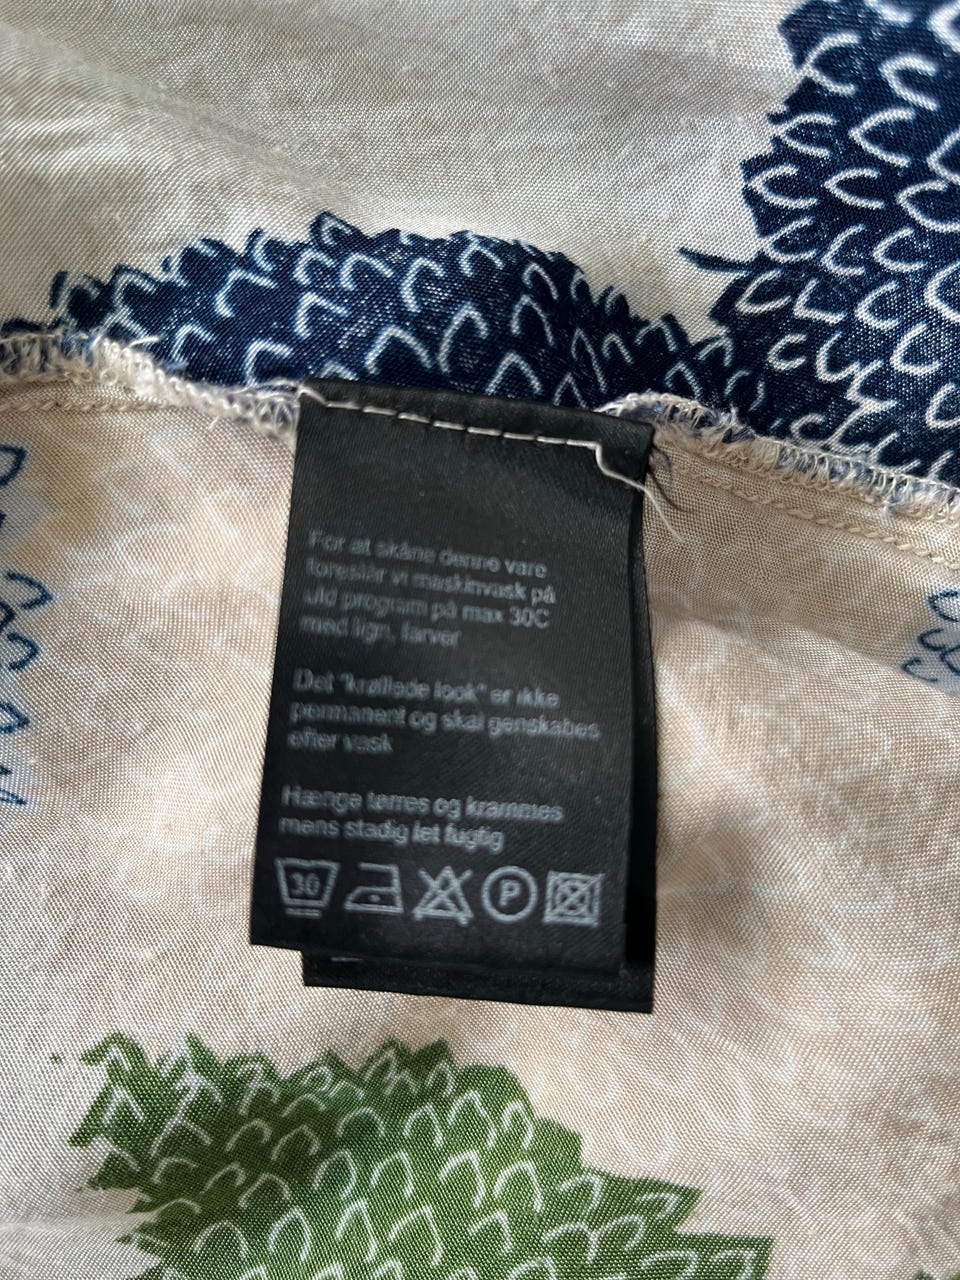 For at skåne denne vare
foreslår vi maskinvask på
uld program på max 30C
med lign, farver
Det "krøllede look" er ikke
permanent og skal genskabes
efter vask
Hænge tørres og krammes
mens stadig let fugtig
30 P